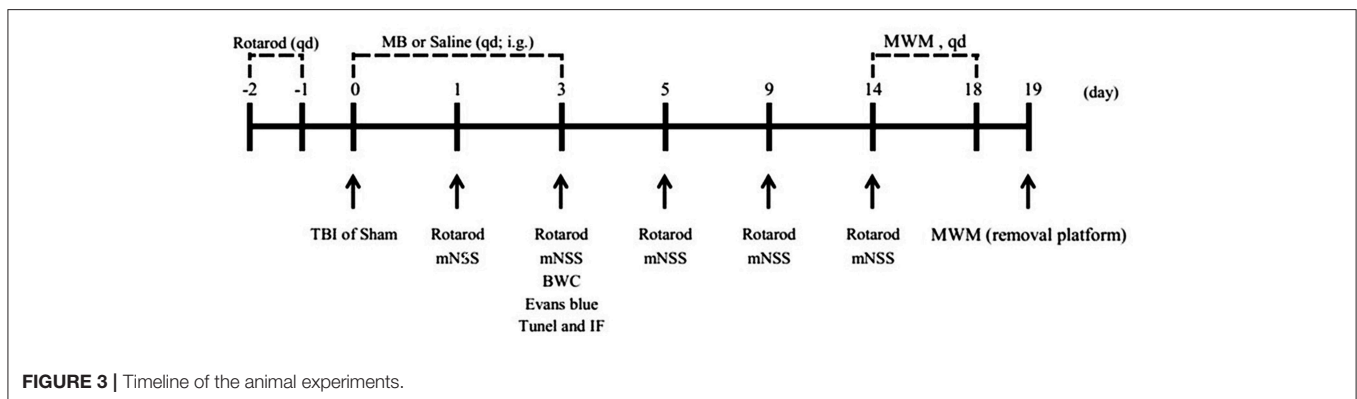 Rotarod (qd) MB or Saline (qd; i.g.) MWM , qd
-2 -1 0 1 3 5 9 14 18 19 (day)
TBI of Sham Rotarod Rotarod Rotarod Rotarod Rotarod MWM (removal platform)
mNSS mNSS mNSS mNSS mNSS
BWC
Evans blue
Tunel and IF
FIGURE 3 | Timeline of the animal experiments.